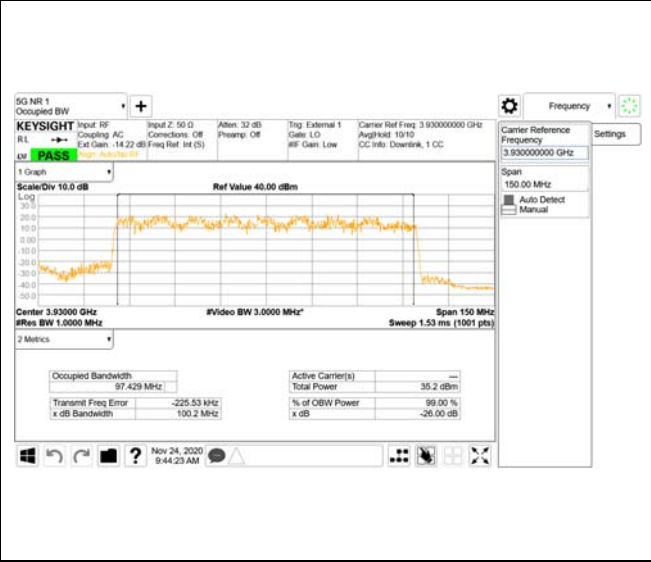 5G NR 1
Occupied BW
Frequency
KEYSIGHT
R L
PASS
Input: RF
Coupling: AC
Ext Gain: -14.22 dB
Align: Auto/No RF
Input Z: 50 Ω
Corrections: Off
Freq Ref: Int (S)
Atten: 32 dB
Preamp: Off
Trig: External 1
Gate: LO
#IF Gain: Low
Carrier Ref Freq: 3.930000000 GHz
Avg|Hold: 10/10
CC Info: Downlink, 1 CC
Carrier Reference
Frequency
3.930000000 GHz
Settings
Span
150.00 MHz
Auto Detect
Manual
1 Graph
Scale/Div 10.0 dB
Ref Value 40.00 dBm
Log
30.0
20.0
10.0
0.00
-10.0
-20.0
-30.0
-40.0
-50.0
Center 3.93000 GHz
#Video BW 3.0000 MHz*
Span 150 MHz
#Res BW 1.0000 MHz
Sweep 1.53 ms (1001 pts)
2 Metrics
Occupied Bandwidth
97.429 MHz
Transmit Freq Error -225.53 kHz
x dB Bandwidth 100.2 MHz
Active Carrier(s) —
Total Power 35.2 dBm
% of OBW Power 99.00 %
x dB -26.00 dB
?
Nov 24, 2020
9:44:23 AM